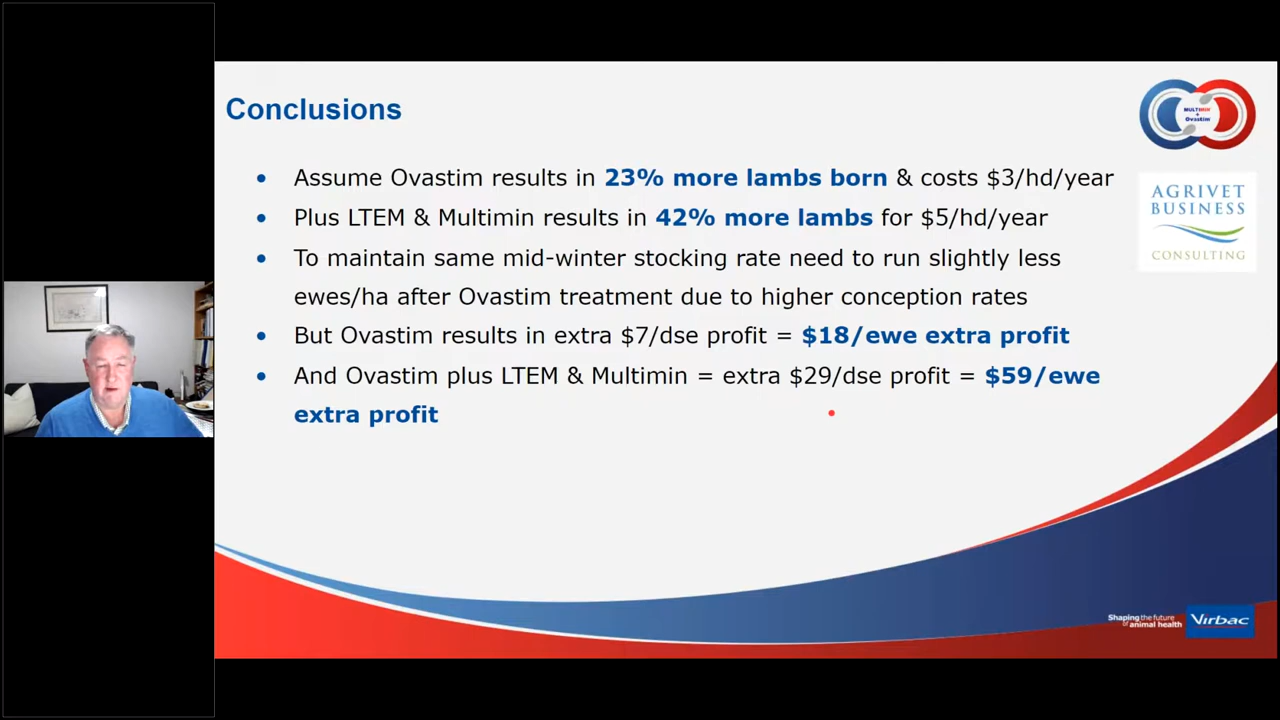 Conclusions
MULTIMIN
+
Ovastim
• Assume Ovastim results in 23% more lambs born & costs $3/hd/year
• Plus LTEM & Multimin results in 42% more lambs for $5/hd/year
• To maintain same mid-winter stocking rate need to run slightly less
ewes/ha after Ovastim treatment due to higher conception rates
• But Ovastim results in extra $7/dse profit = $18/ewe extra profit
• And Ovastim plus LTEM & Multimin = extra $29/dse profit = $59/ewe
extra profit
AGRIVET
BUSINESS
CONSULTING
Shaping the future
of animal health
Virbac